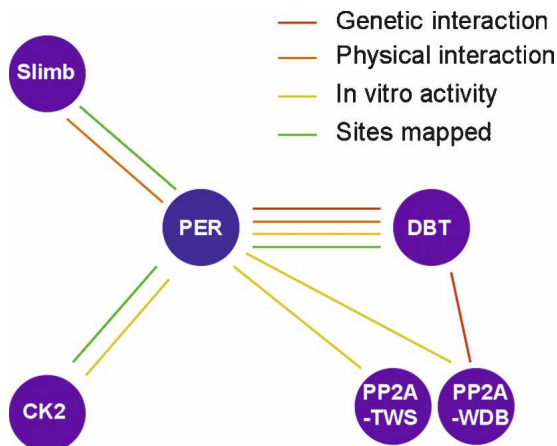 Genetic interaction
Physical interaction
In vitro activity
Sites mapped
Slimb
PER
DBT
CK2
PP2A
-TWS
PP2A
-WDB